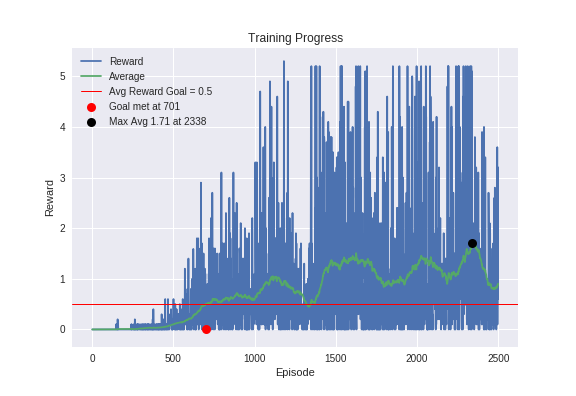 Training Progress
Reward
Average
Avg Reward Goal = 0.5
Goal met at 701
Max Avg 1.71 at 2338
5
4
3
2
1
0
Reward
0
500
1000
1500
2000
2500
Episode